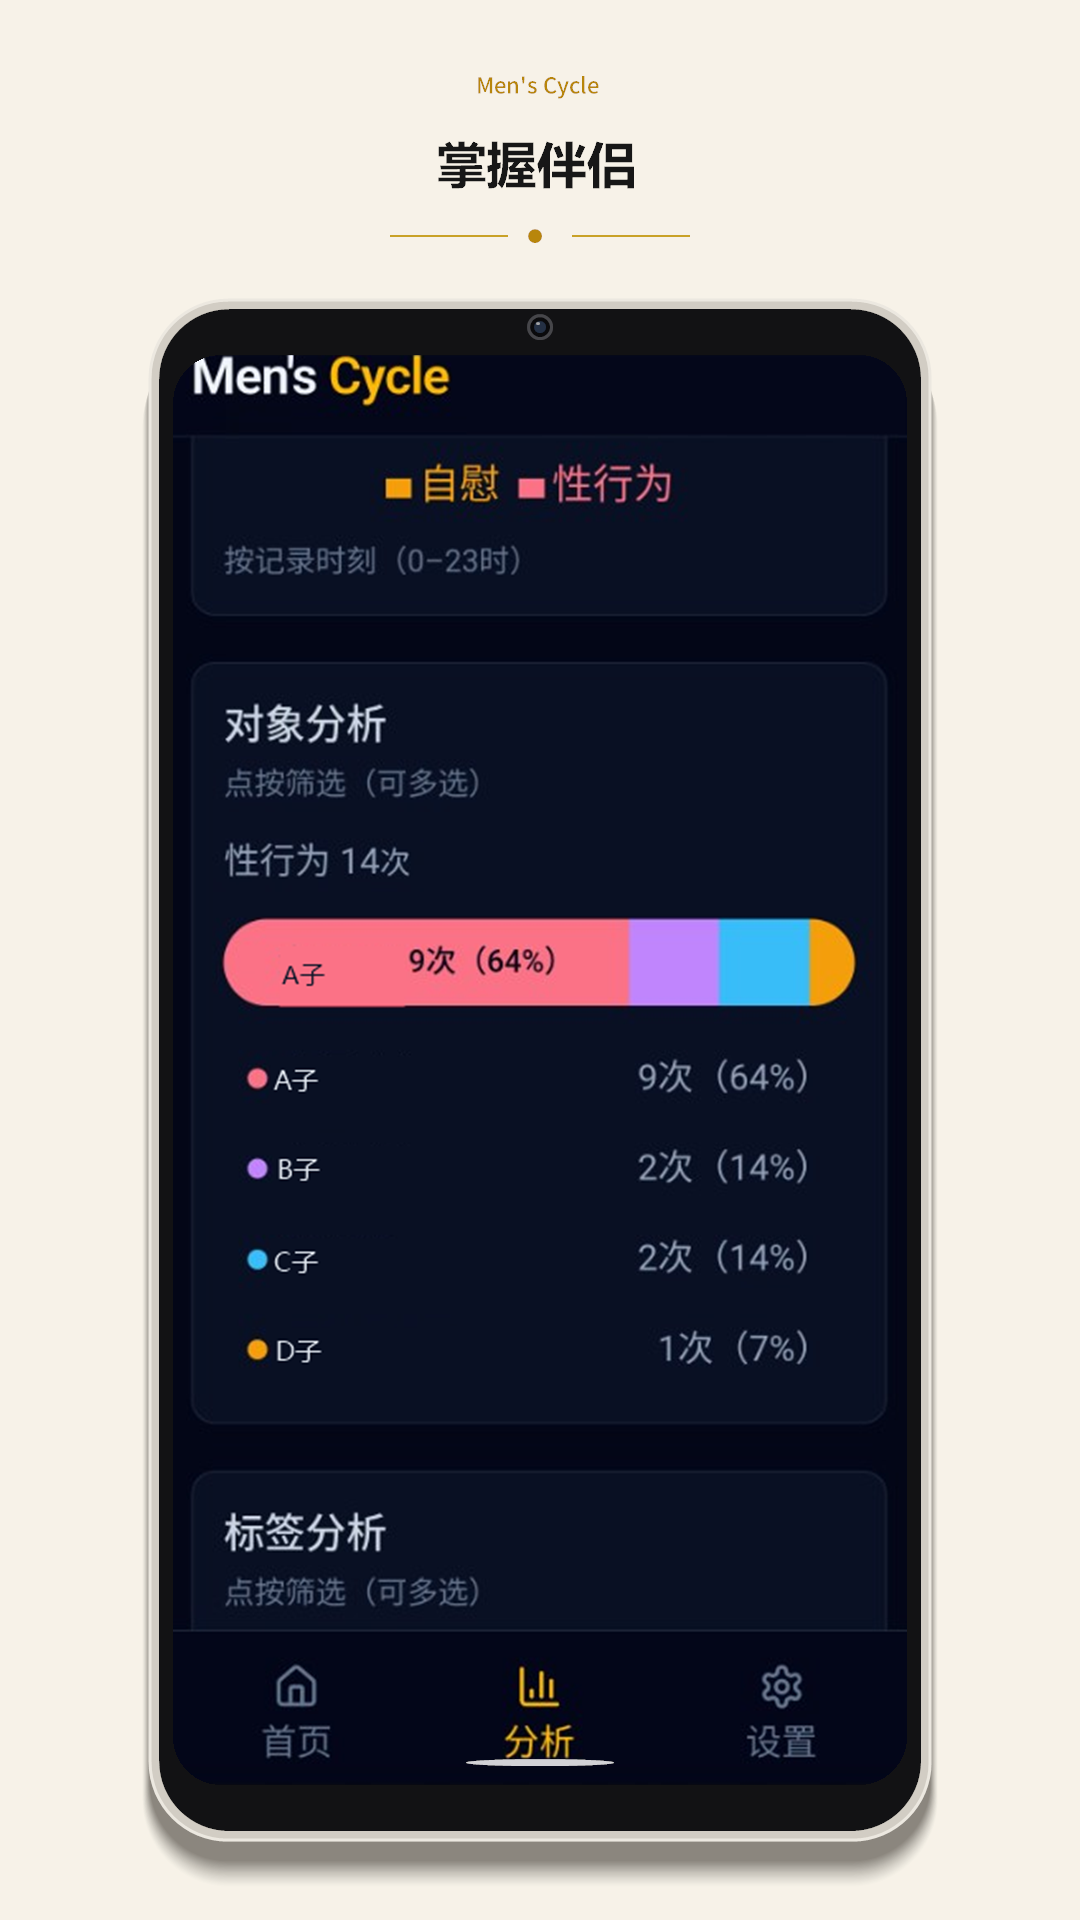 Men's Cycle
掌握伴侣
Men's Cycle
自慰 性行为
按记录时刻（0–23时）
对象分析
点按筛选（可多选）
性行为 14次
A子 9次（64%）
A子 9次（64%）
B子 2次（14%）
C子 2次（14%）
D子 1次（7%）
标签分析
点按筛选（可多选）
首页 分析 设置